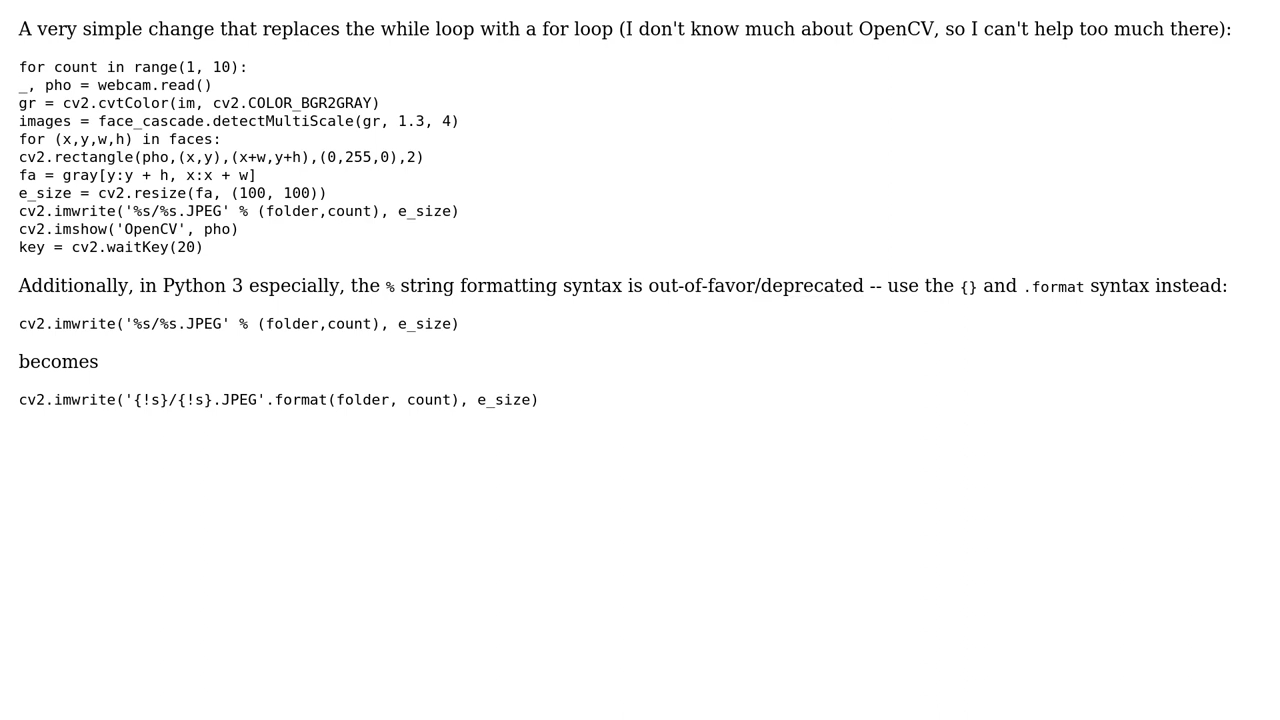 A very simple change that replaces the while loop with a for loop (I don't know much about OpenCV, so I can't help too much there):
for count in range(1, 10):
_, pho = webcam.read()
gr = cv2.cvtColor(im, cv2.COLOR_BGR2GRAY)
images = face_cascade.detectMultiScale(gr, 1.3, 4)
for (x,y,w,h) in faces:
cv2.rectangle(pho,(x,y),(x+w,y+h),(0,255,0),2)
fa = gray[y:y + h, x:x + w]
e_size = cv2.resize(fa, (100, 100))
cv2.imwrite('%s/%s.JPEG' % (folder,count), e_size)
cv2.imshow('OpenCV', pho)
key = cv2.waitKey(20)
Additionally, in Python 3 especially, the % string formatting syntax is out-of-favor/deprecated -- use the {} and .format syntax instead:
cv2.imwrite('%s/%s.JPEG' % (folder,count), e_size)
becomes
cv2.imwrite('{!s}/{!s}.JPEG'.format(folder, count), e_size)